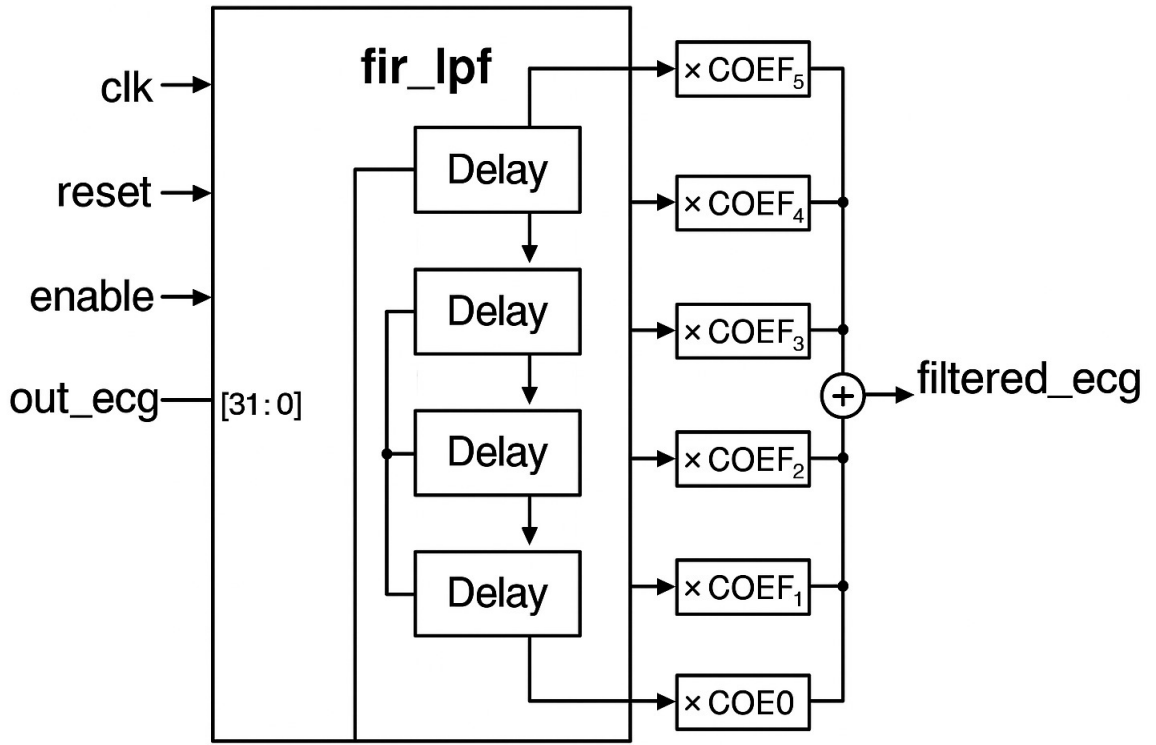 fir_lpf
clk
reset
enable
out_ecg
[31:0]
Delay
Delay
Delay
Delay
× COEF₅
× COEF₄
× COEF₃
× COEF₂
× COEF₁
× COE0
+
filtered_ecg